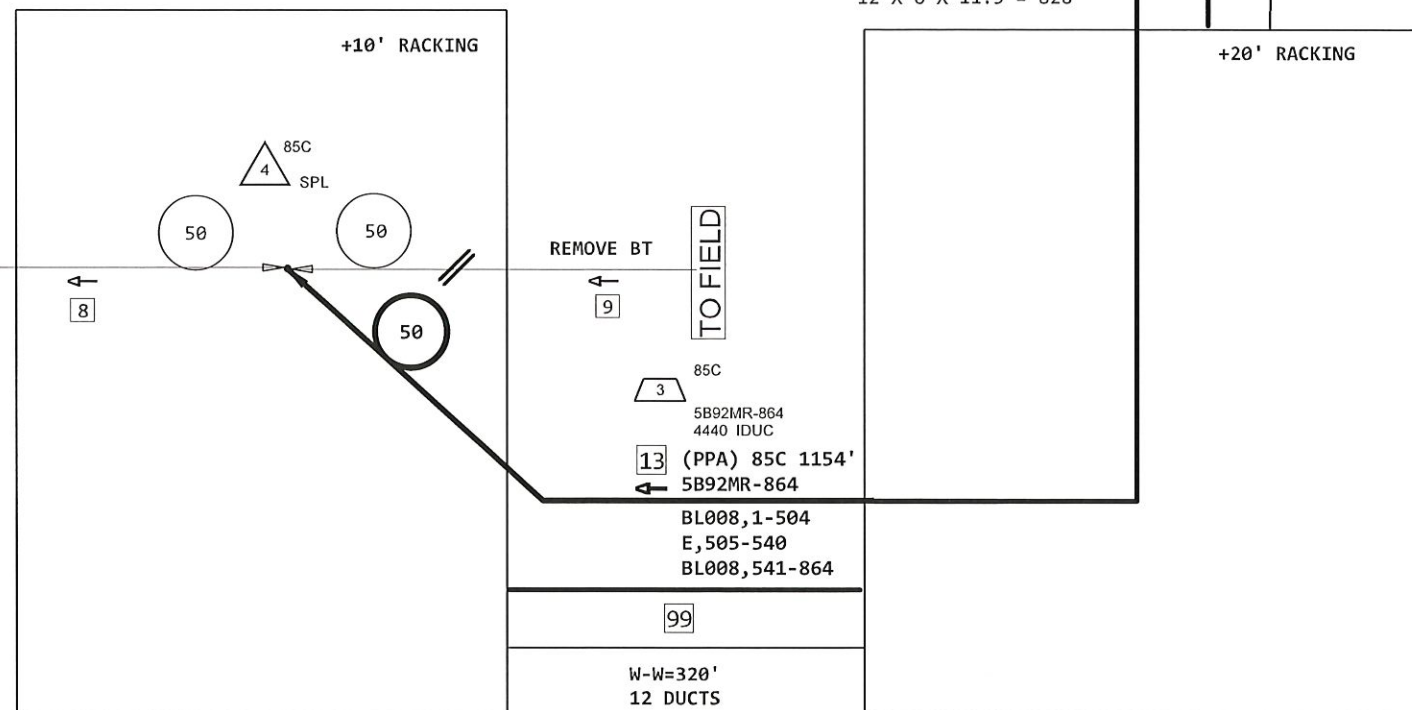 +10' RACKING
+20' RACKING
85C
4
SPL
50
50
REMOVE BT
TO FIELD
8
9
50
85C
3
5B92MR-864
4440 IDUC
13 (PPA) 85C 1154'
5B92MR-864
BL008,1-504
E,505-540
BL008,541-864
99
W-W=320'
12 DUCTS